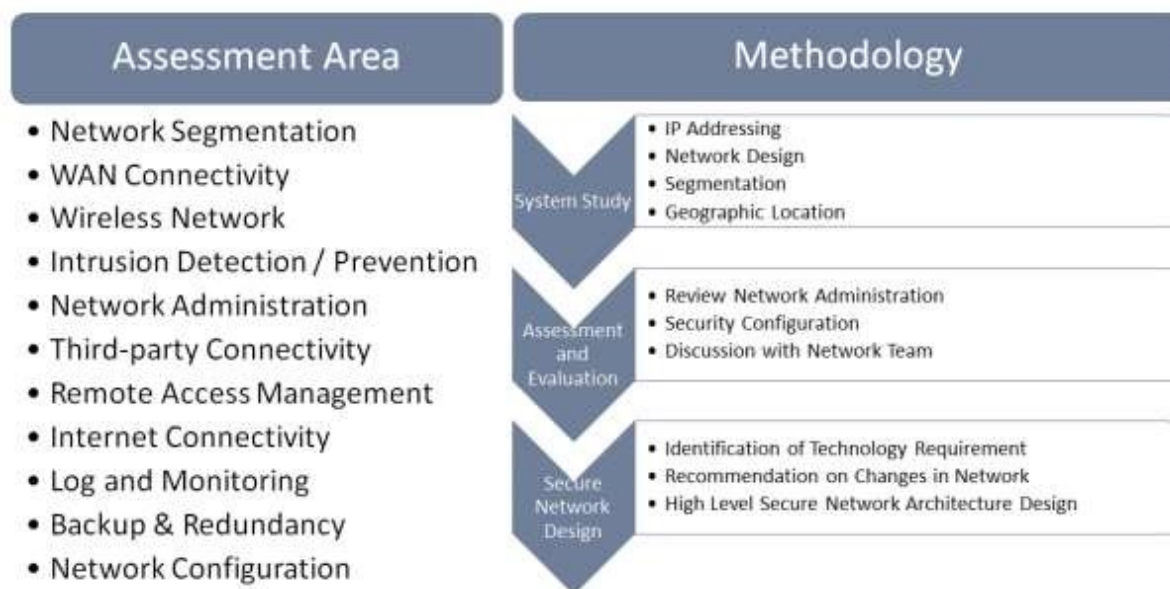 Assessment Area
• Network Segmentation
• WAN Connectivity
• Wireless Network
• Intrusion Detection / Prevention
• Network Administration
• Third-party Connectivity
• Remote Access Management
• Internet Connectivity
• Log and Monitoring
• Backup & Redundancy
• Network Configuration
Methodology
System Study
• IP Addressing
• Network Design
• Segmentation
• Geographic Location
Assessment
and
Evaluation
• Review Network Administration
• Security Configuration
• Discussion with Network Team
Secure
Network
Design
• Identification of Technology Requirement
• Recommendation on Changes in Network
• High Level Secure Network Architecture Design